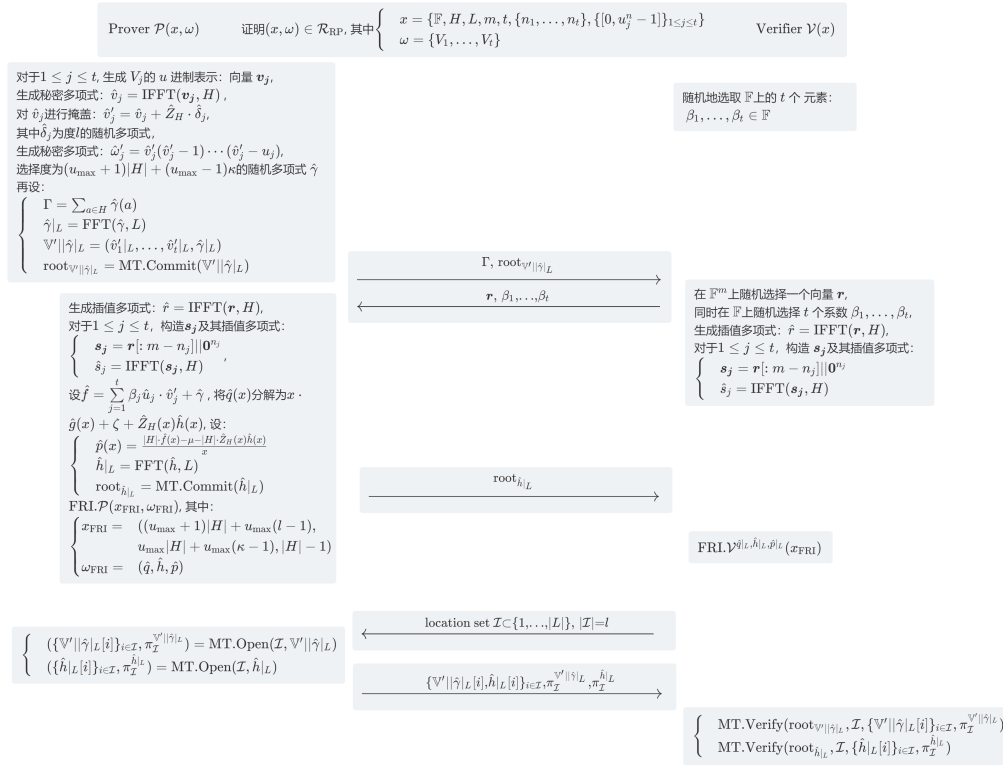 Prover 𝒫(x, ω)
证明(x, ω) ∈ ℛ_RP, 其中 { x = {𝔽, H, L, m, t, {n_1, …, n_t}, {[0, u_j^n − 1]}_{1≤j≤t}}
ω = {V_1, …, V_t}
Verifier 𝒱(x)
对于1 ≤ j ≤ t, 生成 V_j的 u 进制表示：向量 v_j,
生成秘密多项式：v̂_j = IFFT(v_j, H) ,
对 v̂_j进行掩盖：v̂′_j = v̂_j + Ẑ_H · δ̂_j,
其中δ̂_j为度l的随机多项式,
生成秘密多项式：ω̂′_j = v̂′_j(v̂′_j − 1) ⋯ (v̂′_j − u_j),
选择度为(u_max + 1)|H| + (u_max − 1)κ的随机多项式 γ̂
再设：
{ Γ = ∑_{a∈H} γ̂(a)
γ̂|_L = FFT(γ̂, L)
𝕍′||γ̂|_L = (v̂′_1|_L, …, v̂′_t|_L, γ̂|_L)
root_{𝕍′||γ̂|_L} = MT.Commit(𝕍′||γ̂|_L)
随机地选取 𝔽上的 t 个 元素：
β_1, …, β_t ∈ 𝔽
Γ, root_{𝕍′||γ̂|_L}
r, β_1,…,β_t
在 𝔽^m上随机选择一个向量 r,
同时在 𝔽上随机选择 t 个系数 β_1, …, β_t,
生成插值多项式：r̂ = IFFT(r, H),
对于1 ≤ j ≤ t，构造 s_j及其插值多项式：
{ s_j = r[: m − n_j]||0^{n_j}
ŝ_j = IFFT(s_j, H)
生成插值多项式：r̂ = IFFT(r, H),
对于1 ≤ j ≤ t，构造s_j及其插值多项式：
{ s_j = r[: m − n_j]||0^{n_j}
ŝ_j = IFFT(s_j, H) ,
设f̂ = ∑_{j=1}^{t} β_j û_j · v̂′_j + γ̂ , 将q̂(x)分解为x ·
ĝ(x) + ζ + Ẑ_H(x)ĥ(x), 设：
{ p̂(x) = (|H|·f̂(x)−μ−|H|·Ẑ_H(x)ĥ(x))/x
ĥ|_L = FFT(ĥ, L)
root_{ĥ|_L} = MT.Commit(ĥ|_L)
FRI.𝒫(x_FRI, ω_FRI), 其中：
{ x_FRI = ((u_max + 1)|H| + u_max(l − 1),
u_max|H| + u_max(κ − 1), |H| − 1)
ω_FRI = (q̂, ĥ, p̂)
root_{ĥ|_L}
FRI.𝒱^{q̂|_L,ĥ|_L,p̂|_L}(x_FRI)
location set ℐ⊂{1,…,|L|}, |ℐ|=l
{ ({𝕍′||γ̂|_L[i]}_{i∈ℐ}, π_ℐ^{𝕍′||γ̂|_L}) = MT.Open(ℐ, 𝕍′||γ̂|_L)
({ĥ|_L[i]}_{i∈ℐ}, π_ℐ^{ĥ|_L}) = MT.Open(ℐ, ĥ|_L)
{𝕍′||γ̂|_L[i],ĥ|_L[i]}_{i∈ℐ},π_ℐ^{𝕍′||γ̂|_L},π_ℐ^{ĥ|_L}
{ MT.Verify(root_{𝕍′||γ̂|_L}, ℐ, {𝕍′||γ̂|_L[i]}_{i∈ℐ}, π_ℐ^{𝕍′||γ̂|_L})
MT.Verify(root_{ĥ|_L}, ℐ, {ĥ|_L[i]}_{i∈ℐ}, π_ℐ^{ĥ|_L})